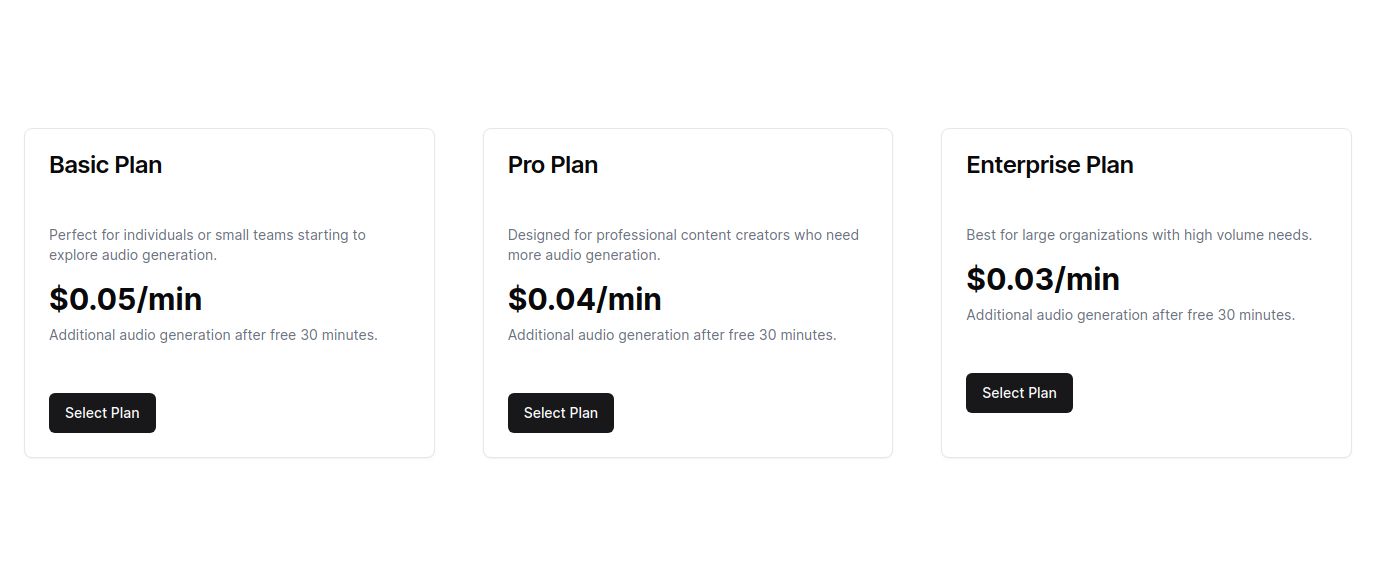 Basic Plan
Perfect for individuals or small teams starting to
explore audio generation.
$0.05/min
Additional audio generation after free 30 minutes.
Select Plan
Pro Plan
Designed for professional content creators who need
more audio generation.
$0.04/min
Additional audio generation after free 30 minutes.
Select Plan
Enterprise Plan
Best for large organizations with high volume needs.
$0.03/min
Additional audio generation after free 30 minutes.
Select Plan